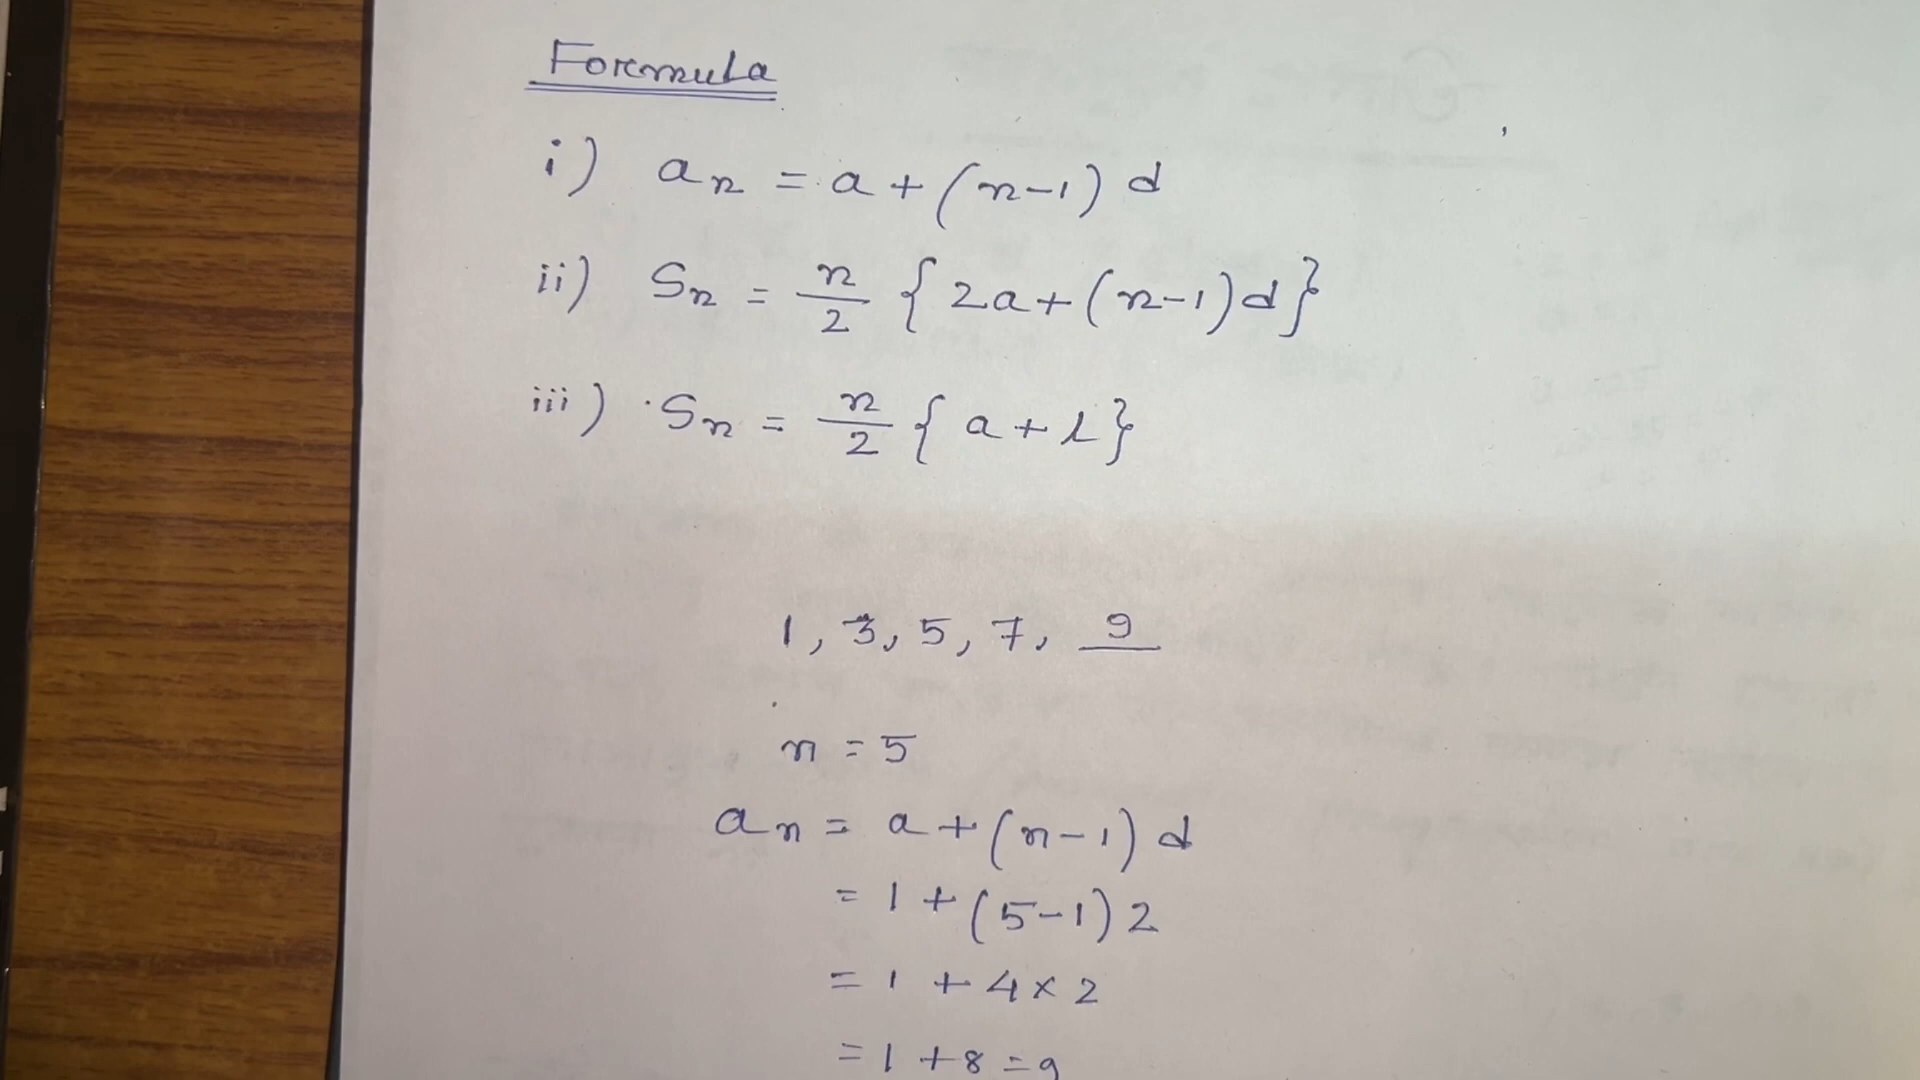 Formula
i) aₙ = a + (n-1) d
ii) Sₙ = n/2 { 2a + (n-1)d}
iii) Sₙ = n/2 { a + l}
1, 3, 5, 7, 9
n = 5
aₙ = a + (n-1) d
= 1 + (5-1) 2
= 1 + 4 × 2
= 1 + 8 = 9